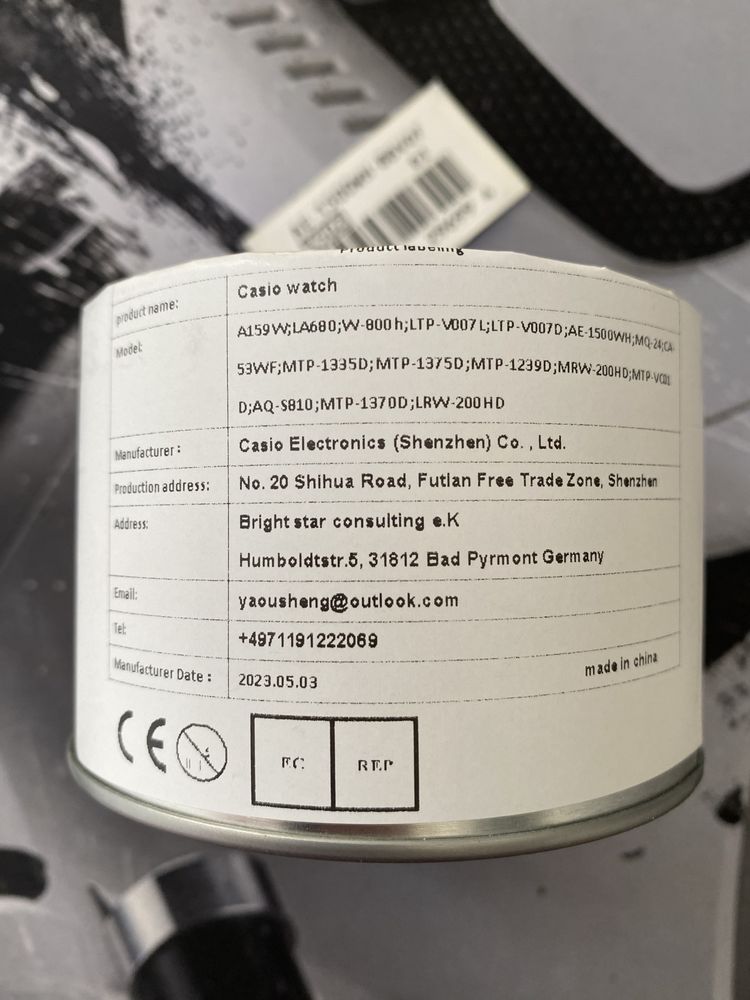 Product labeling
product name: Casio watch
Model: A159W;LA680;W-800h;LTP-V007L;LTP-V007D;AE-1500WH;MQ-24;CA-
53WF;MTP-1335D;MTP-1375D;MTP-1239D;MRW-200HD;MTP-VC01
D;AQ-S810;MTP-1370D;LRW-200HD
Manufacturer: Casio Electronics (Shenzhen) Co. , Ltd.
Production address: No. 20 Shihua Road, Futlan Free Trade Zone, Shenzhen
Address: Bright star consulting e.K
Humboldtstr.5, 31812 Bad Pyrmont Germany
Email: yaousheng@outlook.com
Tel: +4971191222069
Manufacturer Date: 2023.05.03
made in china
CE
EC REP